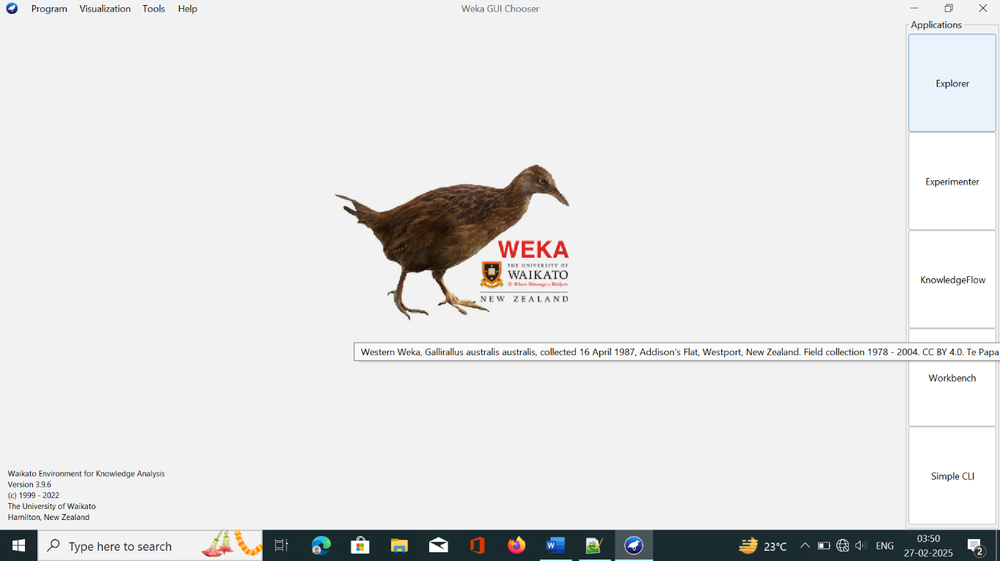 Program Visualization Tools Help Weka GUI Chooser
Applications
Explorer
Experimenter
KnowledgeFlow
WEKA
THE UNIVERSITY OF
WAIKATO
Te Whare Wānanga o Waikato
NEW ZEALAND
Western Weka, Gallirallus australis australis, collected 16 April 1987, Addison's Flat, Westport, New Zealand. Field collection 1978 - 2004. CC BY 4.0. Te Papa
Workbench
Simple CLI
Waikato Environment for Knowledge Analysis
Version 3.9.6
(c) 1999 - 2022
The University of Waikato
Hamilton, New Zealand
Type here to search
W
23°C
ENG
03:50
27-02-2025
2